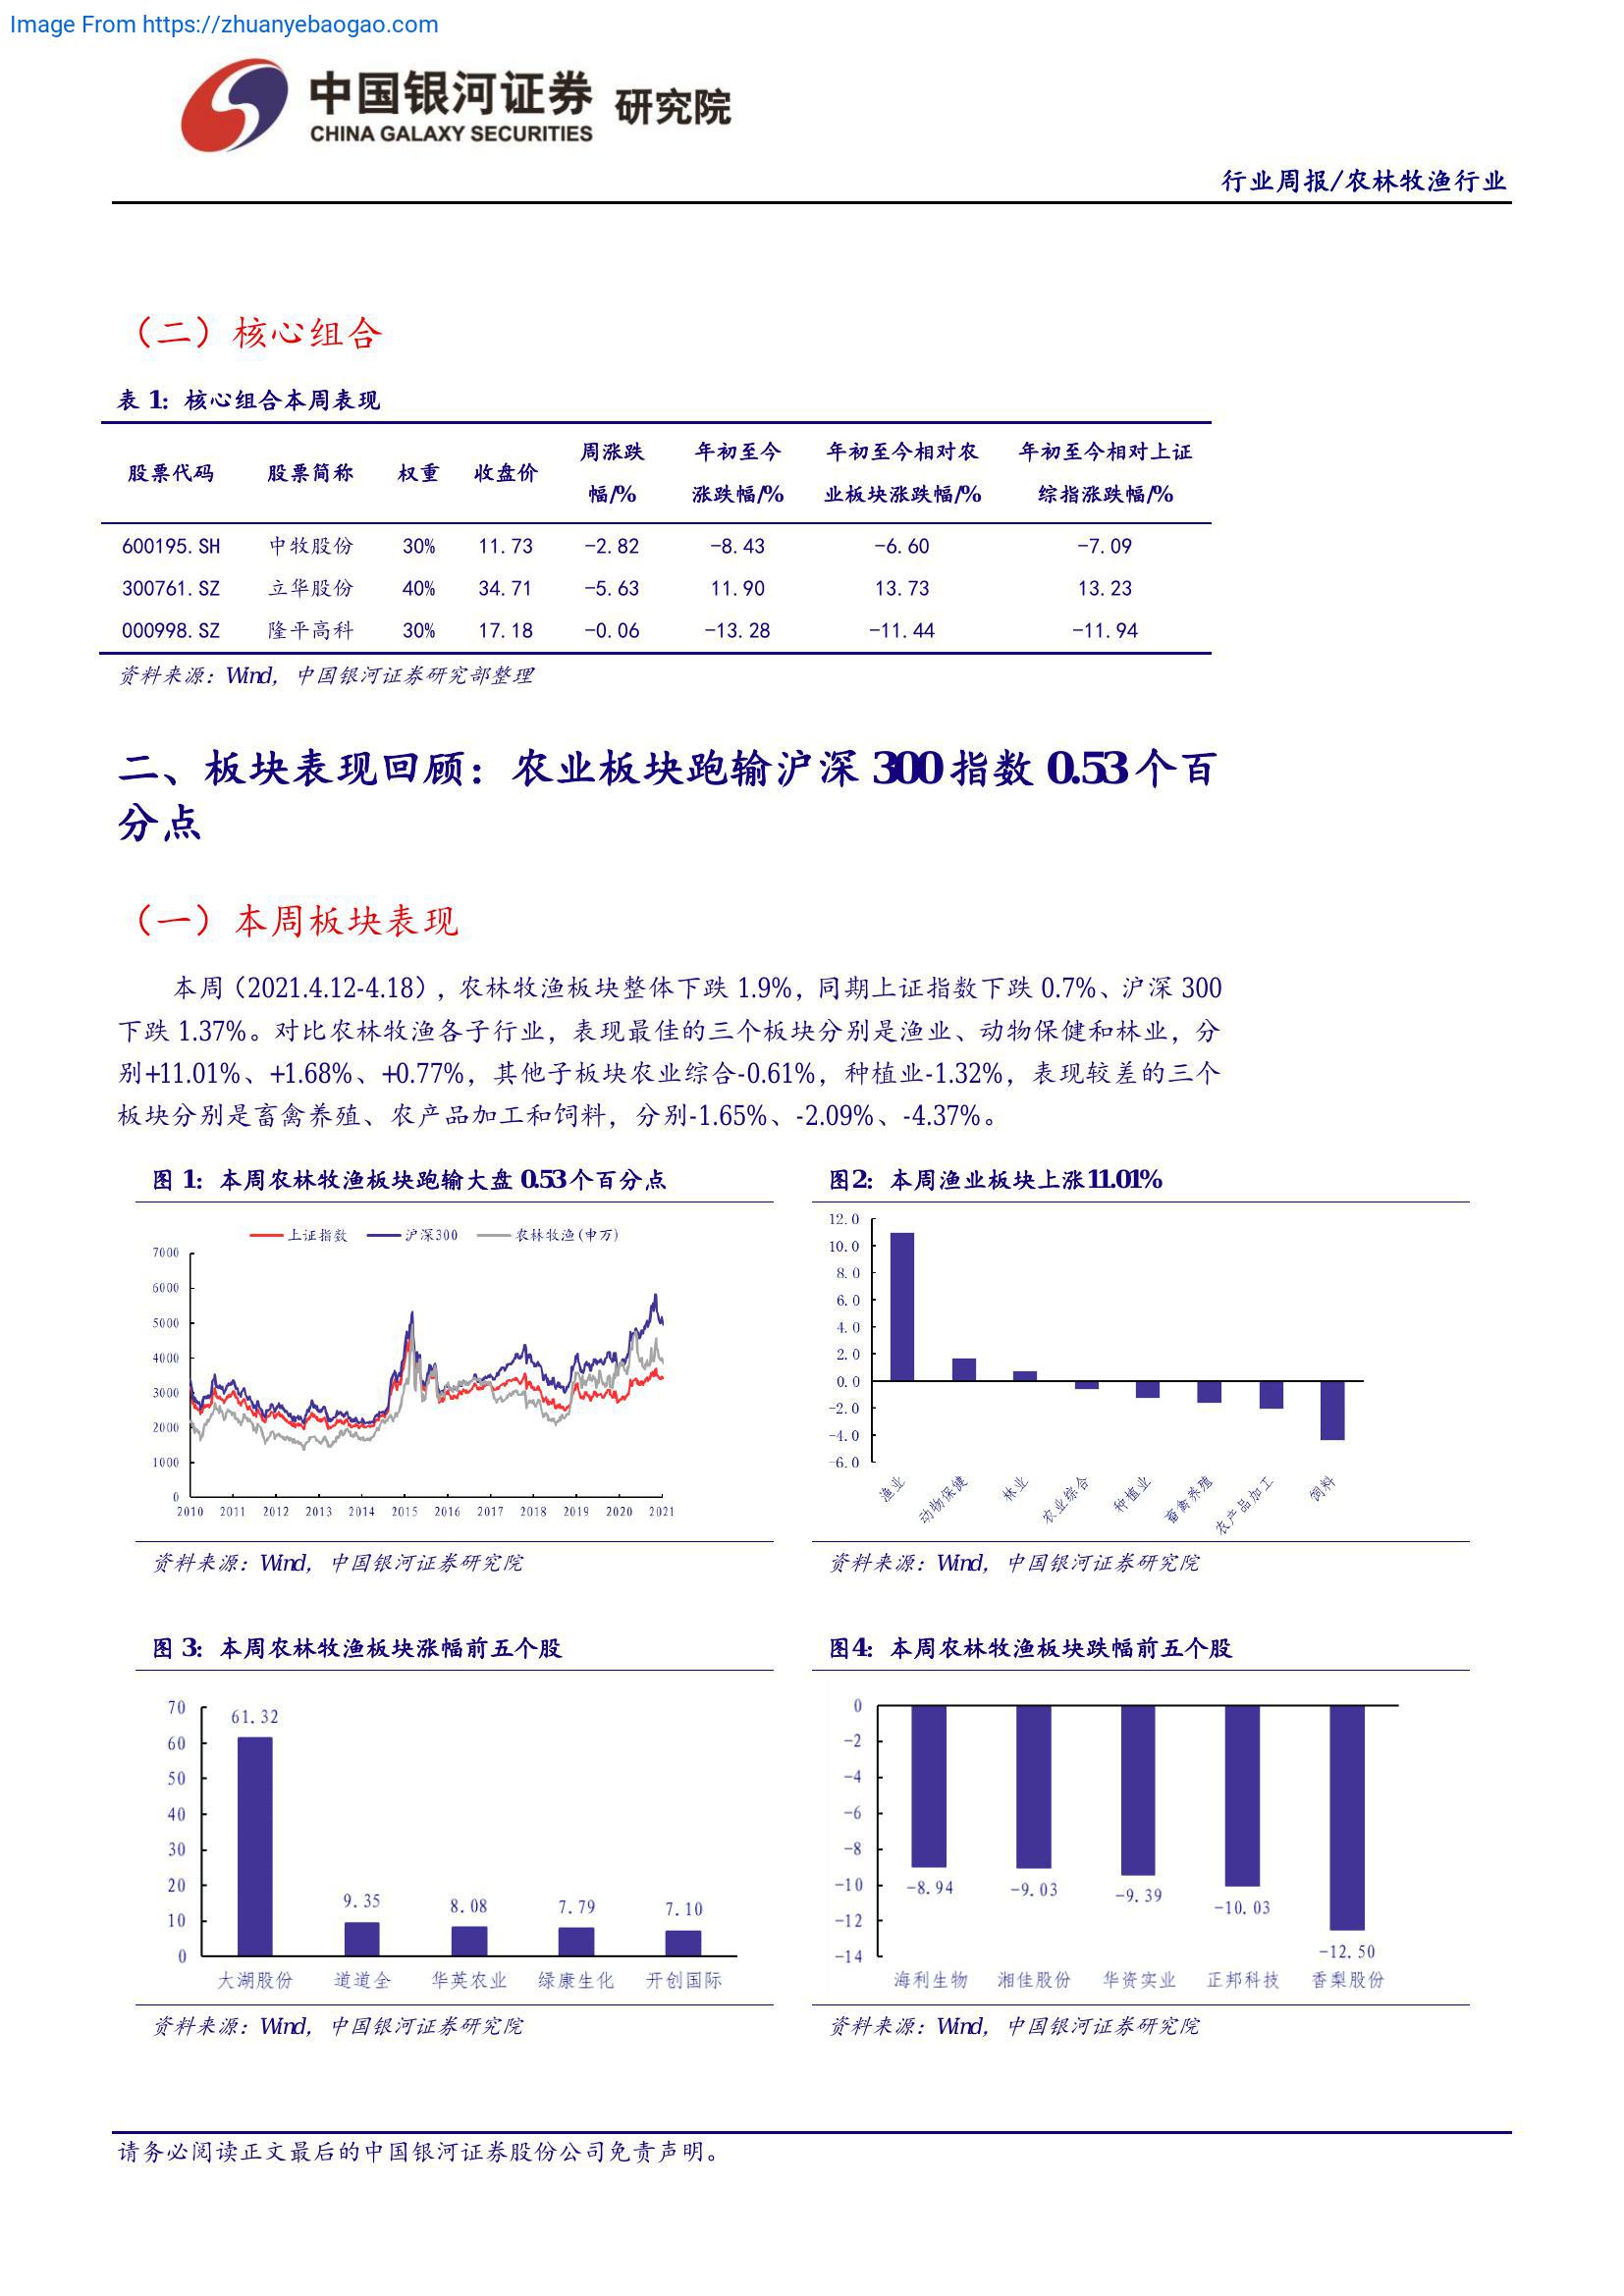 Image From https://zhuanyebaogao.com
中国银河证券 研究院
CHINA GALAXY SECURITIES
行业周报/农林牧渔行业
（二）核心组合
表 1: 核心组合本周表现
股票代码 股票简称 权重 收盘价 周涨跌幅/% 年初至今涨跌幅/% 年初至今相对农业板块涨跌幅/% 年初至今相对上证综指涨跌幅/%
600195.SH 中牧股份 30% 11.73 -2.82 -8.43 -6.60 -7.09
300761.SZ 立华股份 40% 34.71 -5.63 11.90 13.73 13.23
000998.SZ 隆平高科 30% 17.18 -0.06 -13.28 -11.44 -11.94
资料来源：Wind，中国银河证券研究部整理
二、板块表现回顾：农业板块跑输沪深 300 指数 0.53 个百
分点
（一）本周板块表现
本周（2021.4.12-4.18），农林牧渔板块整体下跌 1.9%，同期上证指数下跌 0.7%、沪深 300
下跌 1.37%。对比农林牧渔各子行业，表现最佳的三个板块分别是渔业、动物保健和林业，分
别+11.01%、+1.68%、+0.77%，其他子板块农业综合-0.61%，种植业-1.32%，表现较差的三个
板块分别是畜禽养殖、农产品加工和饲料，分别-1.65%、-2.09%、-4.37%。
图 1: 本周农林牧渔板块跑输大盘 0.53 个百分点
上证指数 沪深300 农林牧渔(申万)
7000
6000
5000
4000
3000
2000
1000
0
2010 2011 2012 2013 2014 2015 2016 2017 2018 2019 2020 2021
资料来源：Wind，中国银河证券研究院
图2: 本周渔业板块上涨11.01%
12.0
10.0
8.0
6.0
4.0
2.0
0.0
-2.0
-4.0
-6.0
渔业 动物保健 林业 农业综合 种植业 畜禽养殖 农产品加工 饲料
资料来源：Wind，中国银河证券研究院
图 3: 本周农林牧渔板块涨幅前五个股
70
60
50
40
30
20
10
0
61.32 9.35 8.08 7.79 7.10
大湖股份 道道全 华英农业 绿康生化 开创国际
资料来源：Wind，中国银河证券研究院
图4: 本周农林牧渔板块跌幅前五个股
0
-2
-4
-6
-8
-10
-12
-14
-8.94 -9.03 -9.39 -10.03 -12.50
海利生物 湘佳股份 华资实业 正邦科技 香梨股份
资料来源：Wind，中国银河证券研究院
请务必阅读正文最后的中国银河证券股份公司免责声明。